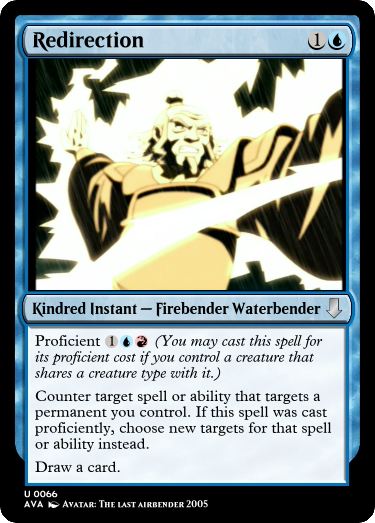 Redirection 1
Kindred Instant — Firebender Waterbender
Proficient 1 (You may cast this spell for
its proficient cost if you control a creature that
shares a creature type with it.)
Counter target spell or ability that targets a
permanent you control. If this spell was cast
proficiently, choose new targets for that spell
or ability instead.
Draw a card.
U 0066
AVA Avatar: The last airbender 2005